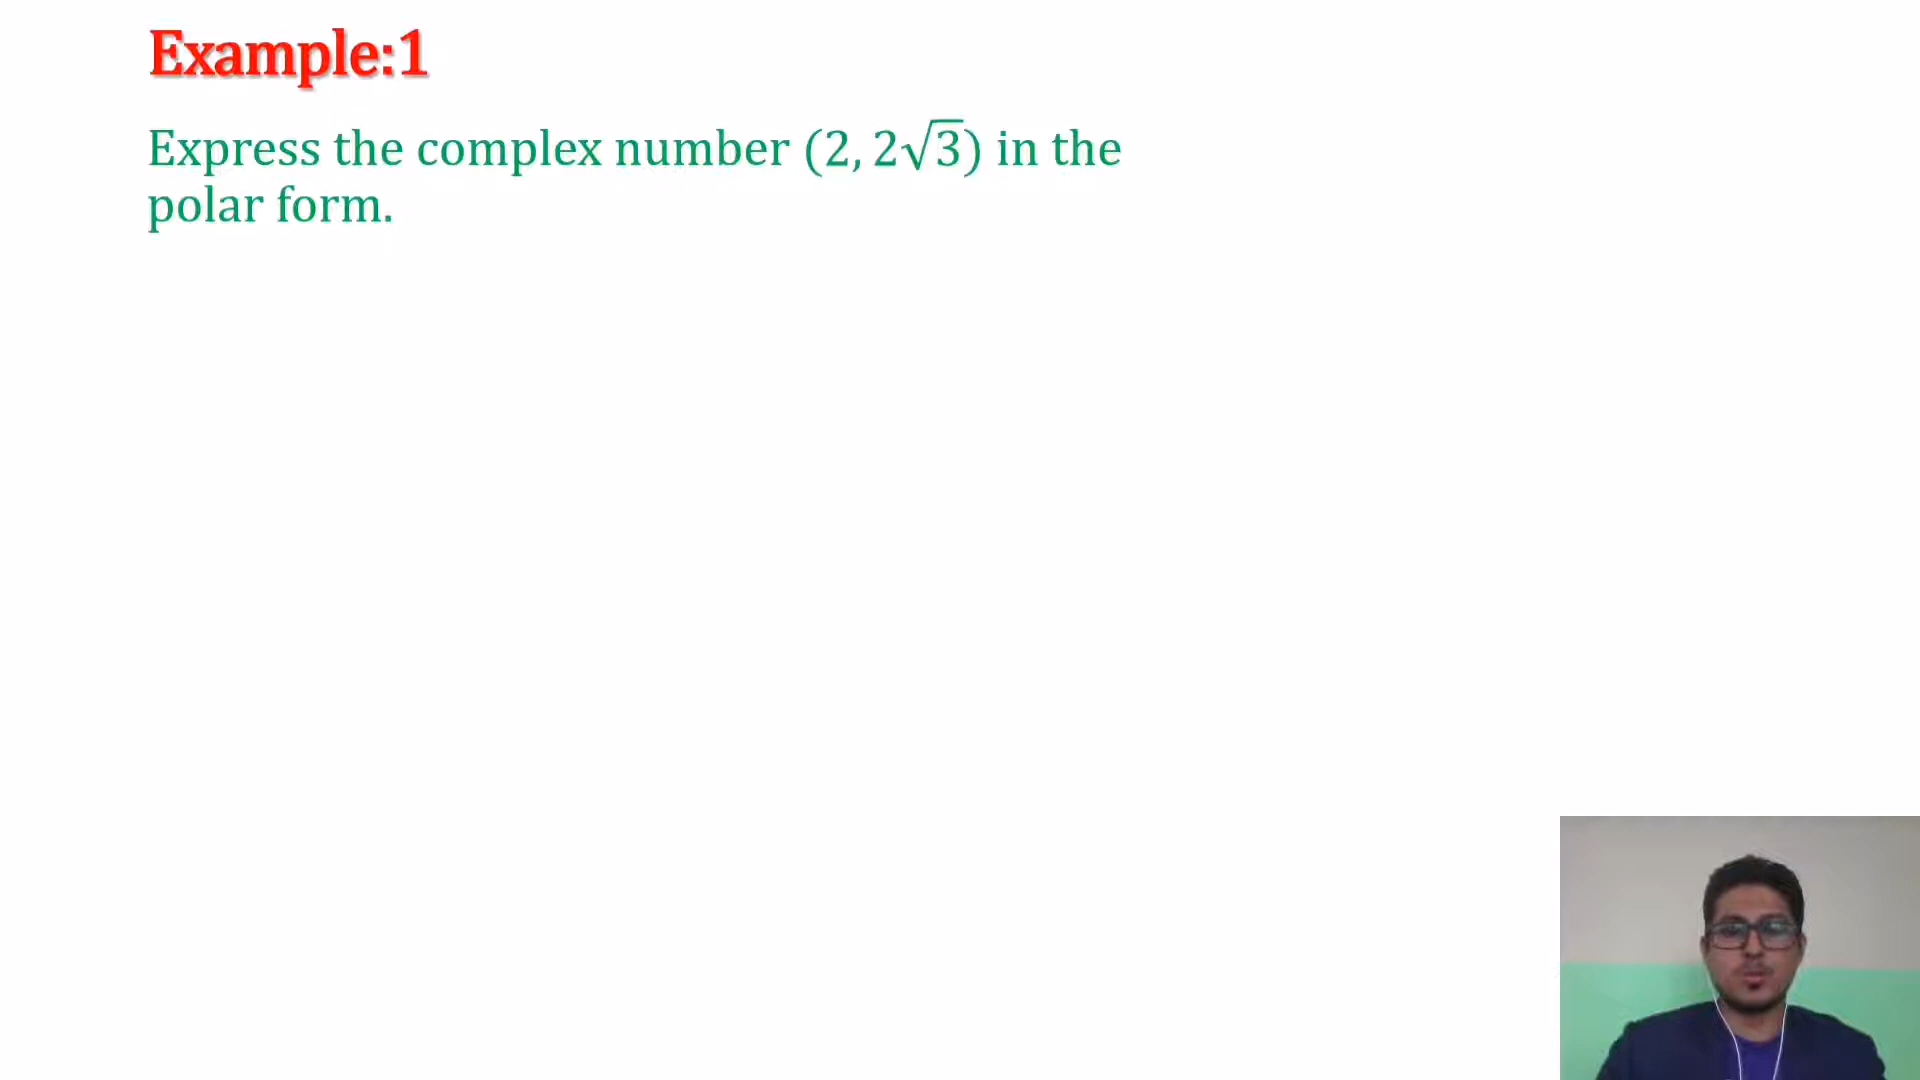 Example:1
Express the complex number (2, 2√3) in the
polar form.